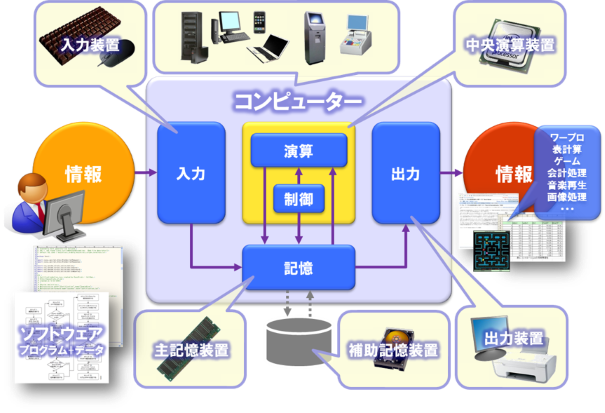 入力装置
中央演算装置
コンピューター
情報
入力
演算
制御
記憶
出力
情報
ワープロ
表計算
ゲーム
会計処理
音楽再生
画像処理
・・・
ソフトウェア
プログラム+データ
主記憶装置
補助記憶装置
出力装置